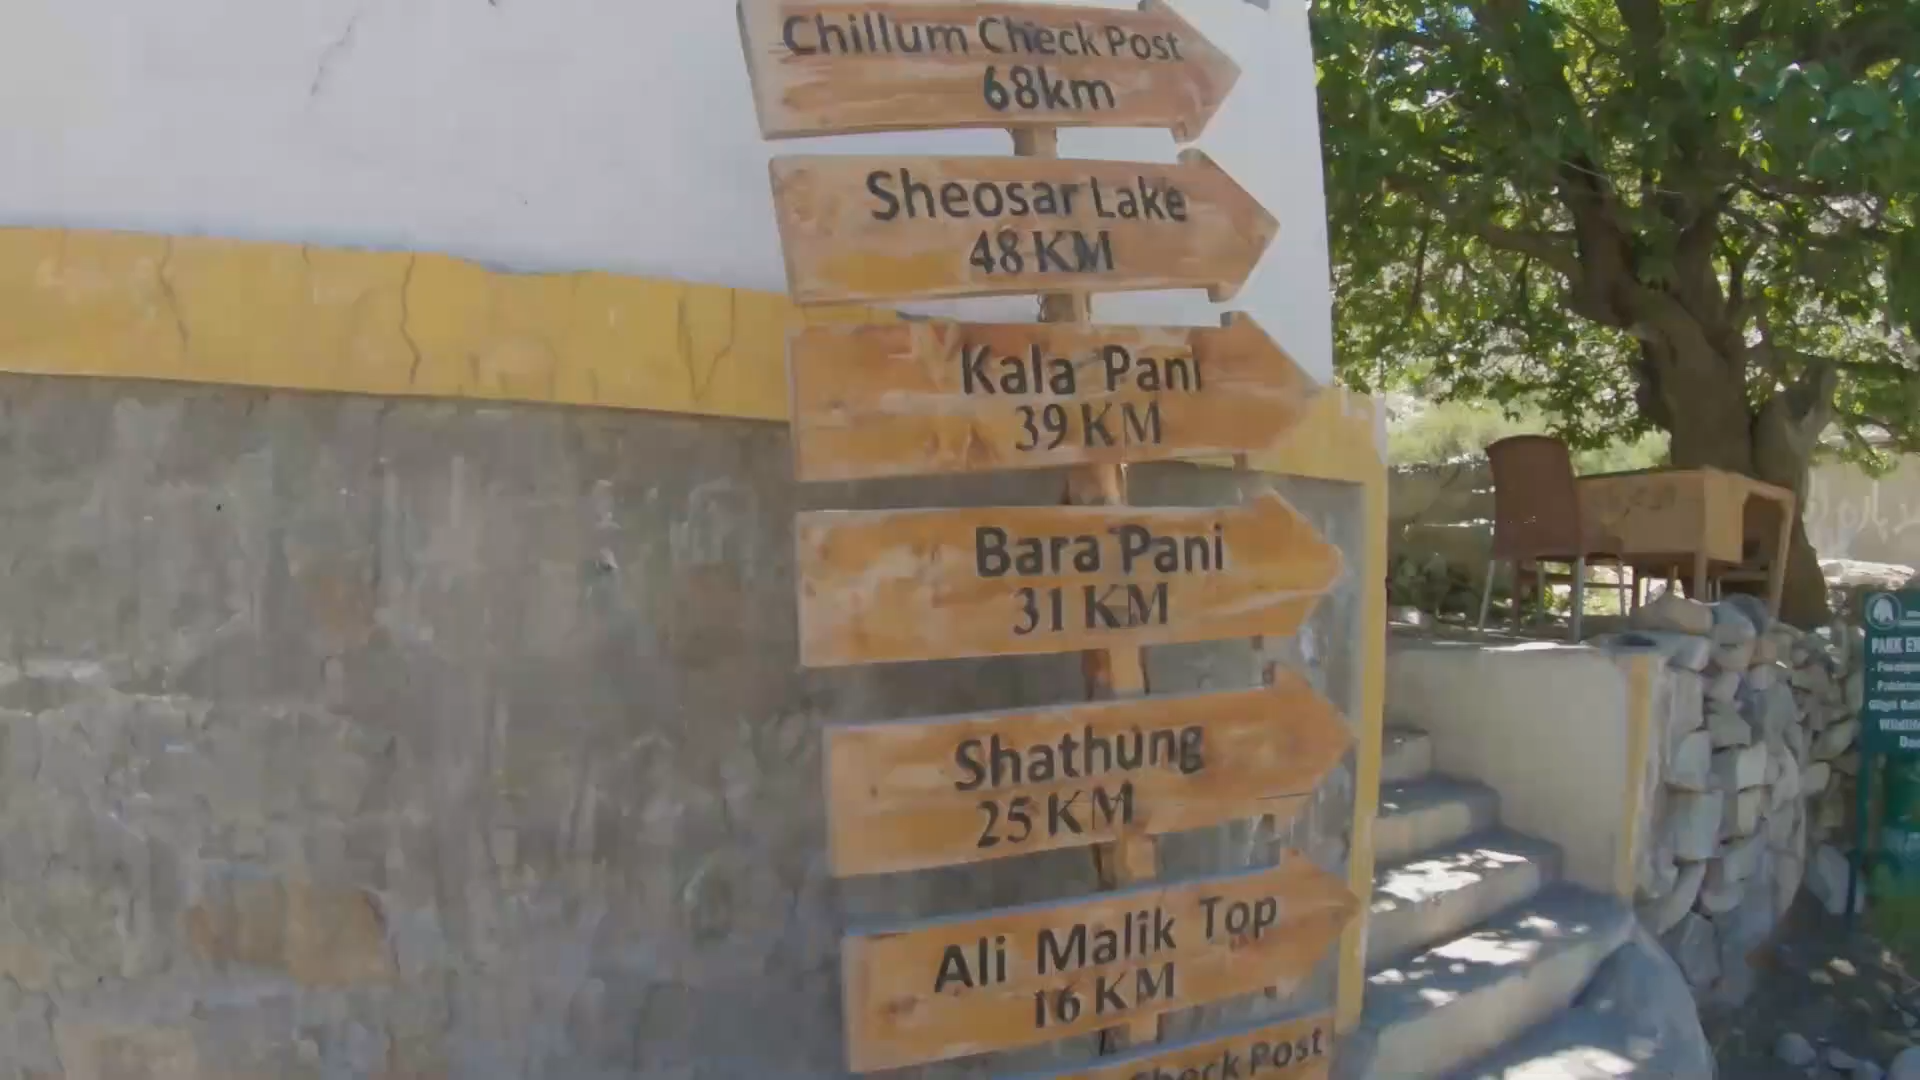 Chillum Check Post
68km
Sheosar Lake
48 KM
Kala Pani
39 KM
Bara Pani
31 KM
Shathung
25 KM
Ali Malik Top
16 KM
Check Post
PARK